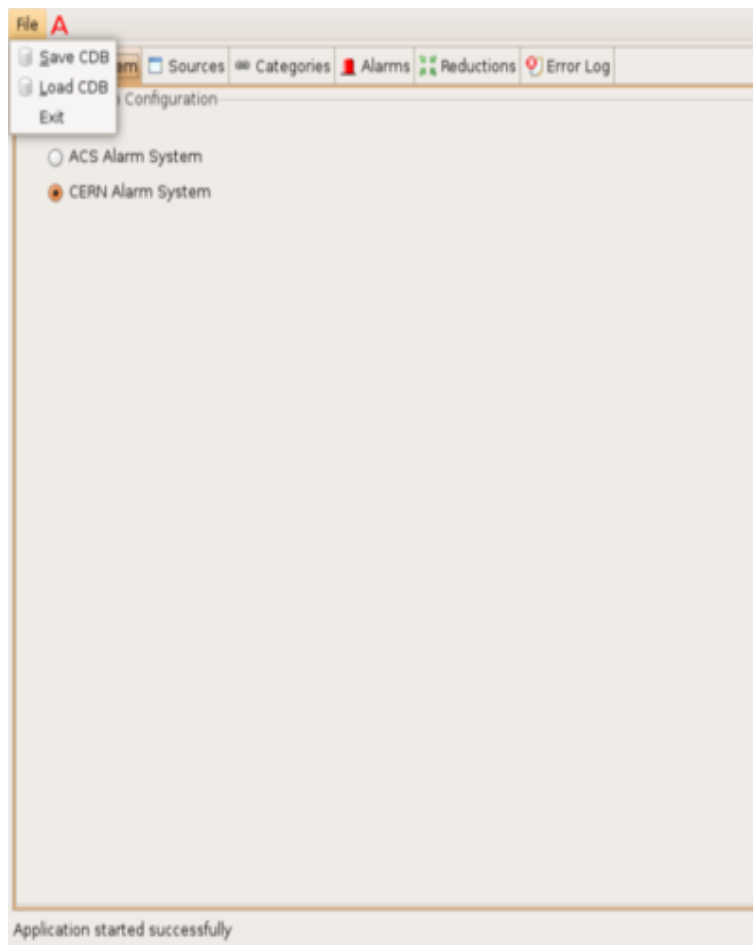 File A
Save CDB
Load CDB
Exit
em Sources Categories Alarms Reductions Error Log
Configuration
ACS Alarm System
CERN Alarm System
Application started successfully